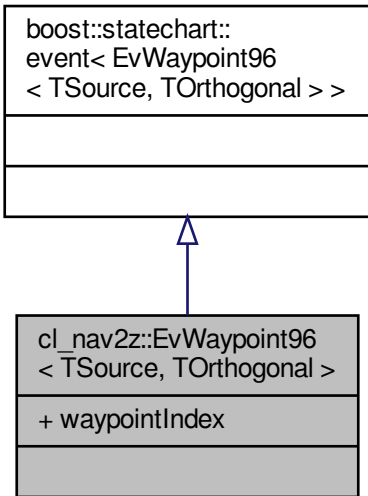 boost::statechart::
event< EvWaypoint96
< TSource, TOrthogonal > >
cl_nav2z::EvWaypoint96
< TSource, TOrthogonal >
+ waypointIndex